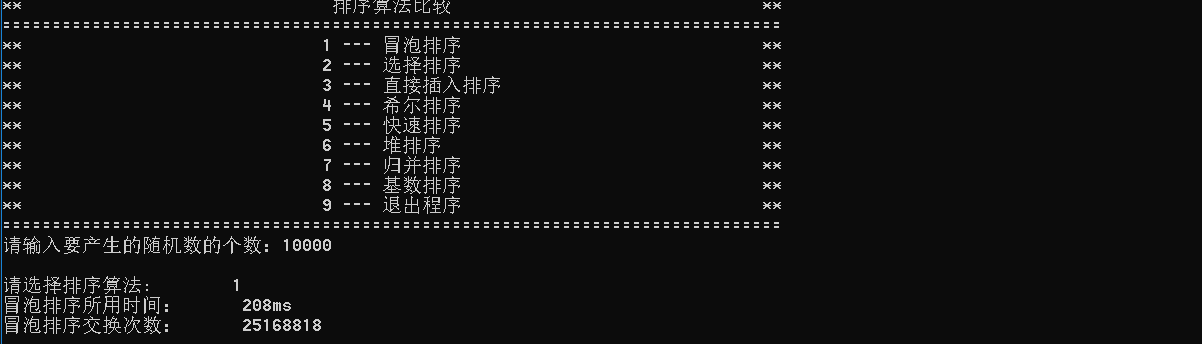 ** 排序算法比较 **
--------------------------------------------------------------------------------
** 1 --- 冒泡排序 **
** 2 --- 选择排序 **
** 3 --- 直接插入排序 **
** 4 --- 希尔排序 **
** 5 --- 快速排序 **
** 6 --- 堆排序 **
** 7 --- 归并排序 **
** 8 --- 基数排序 **
** 9 --- 退出程序 **
--------------------------------------------------------------------------------
请输入要产生的随机数的个数：10000
请选择排序算法： 1
冒泡排序所用时间： 208ms
冒泡排序交换次数： 25168818